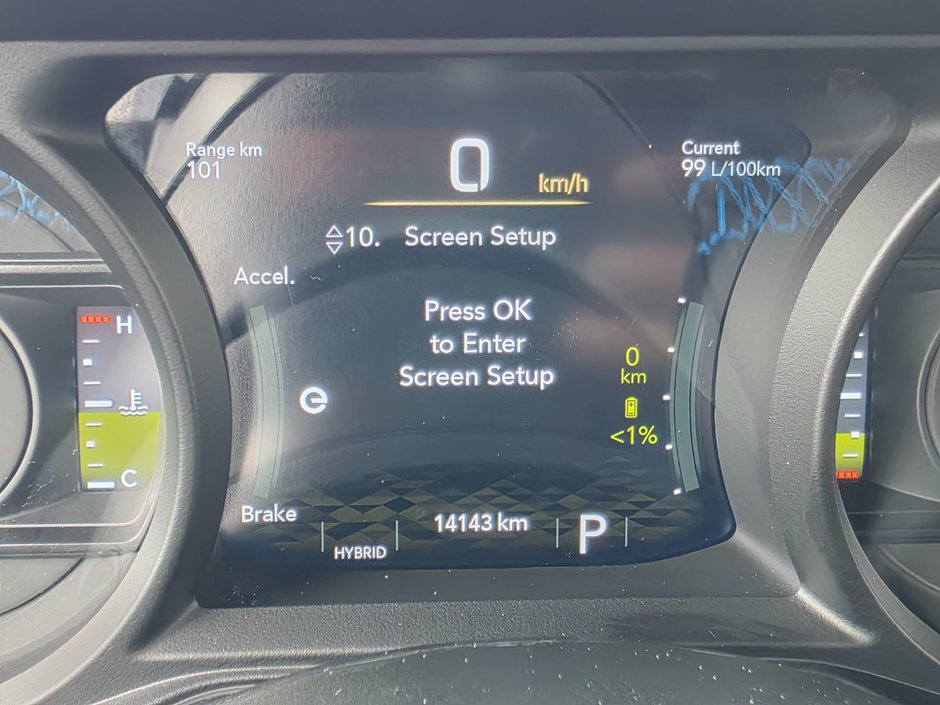 Range km
101
0 km/h
Current
99 L/100km
10. Screen Setup
Accel.
Press OK
to Enter
Screen Setup
0
km
<1%
H
C
Brake
HYBRID
14143 km
P